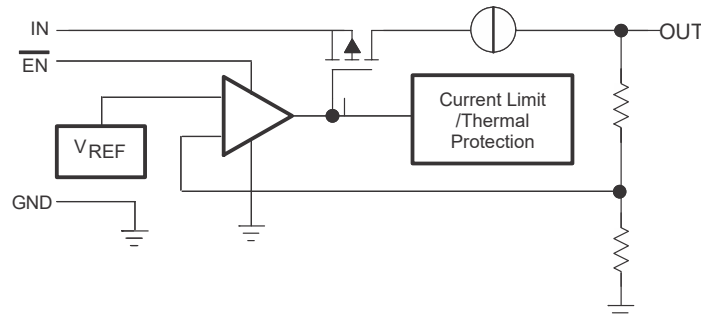 IN
OUT
EN
Current Limit
/Thermal
Protection
VREF
GND